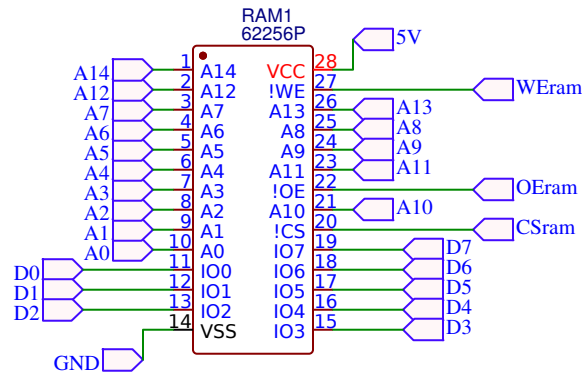 RAM1
62256P
A14 1 A14 VCC 28 5V
A12 2 A12 !WE 27 WEram
A7 3 A7 A13 26 A13
A6 4 A6 A8 25 A8
A5 5 A5 A9 24 A9
A4 6 A4 A11 23 A11
A3 7 A3 !OE 22 OEram
A2 8 A2 A10 21 A10
A1 9 A1 !CS 20 CSram
A0 10 A0 IO7 19 D7
D0 11 IO0 IO6 18 D6
D1 12 IO1 IO5 17 D5
D2 13 IO2 IO4 16 D4
14 VSS IO3 15 D3
GND